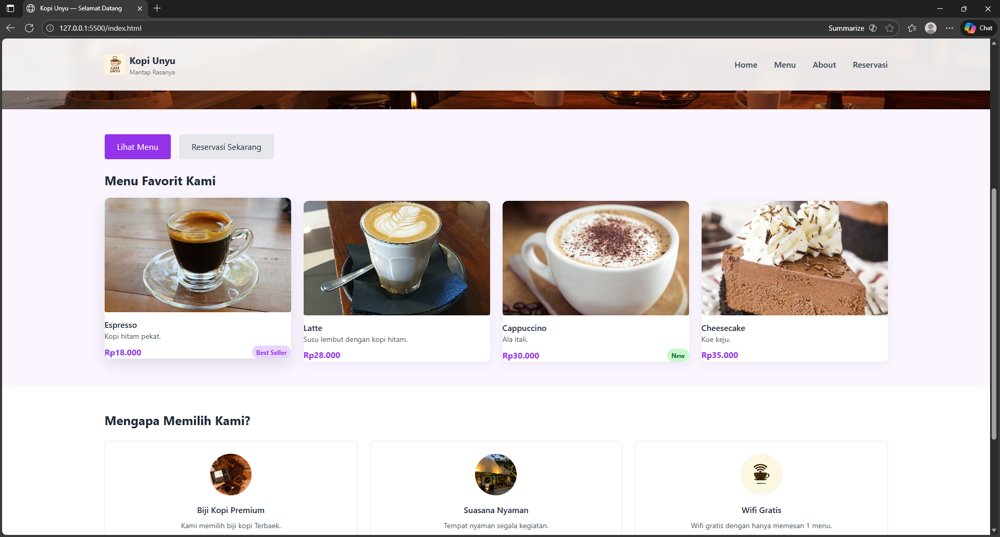 Kopi Unyu — Selamat Datang
127.0.0.1:5500/index.html
Summarize
Chat
CAFÉ
UNYU
Kopi Unyu
Mantap Rasanya
Home
Menu
About
Reservasi
Lihat Menu
Reservasi Sekarang
Menu Favorit Kami
Espresso
Kopi hitam pekat.
Rp18.000
Best Seller
Latte
Susu lembut dengan kopi hitam.
Rp28.000
Cappuccino
Ala itali.
Rp30.000
New
Cheesecake
Kue keju.
Rp35.000
Mengapa Memilih Kami?
Biji Kopi Premium
Kami memilih biji kopi Terbaek.
Suasana Nyaman
Tempat nyaman segala kegiatan.
Wifi Gratis
Wifi gratis dengan hanya memesan 1 menu.